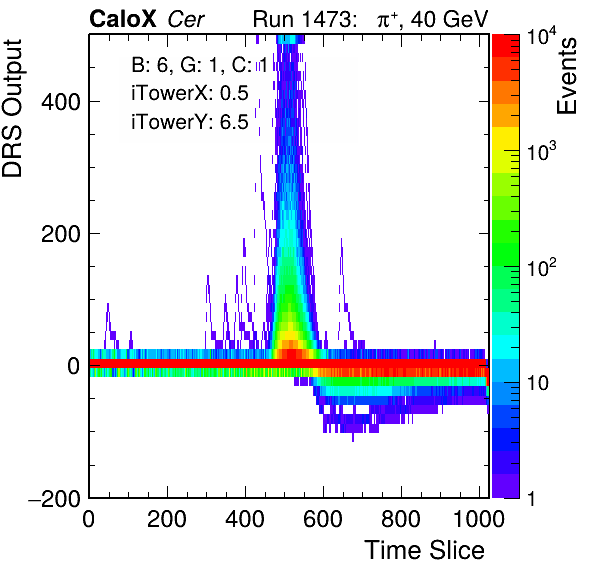 CaloX Cer Run 1473: π⁺, 40 GeV
B: 6, G: 1, C: 1
iTowerX: 0.5
iTowerY: 6.5
DRS Output
400
200
0
−200
0 200 400 600 800 1000
Time Slice
Events
10⁴
10³
10²
10
1